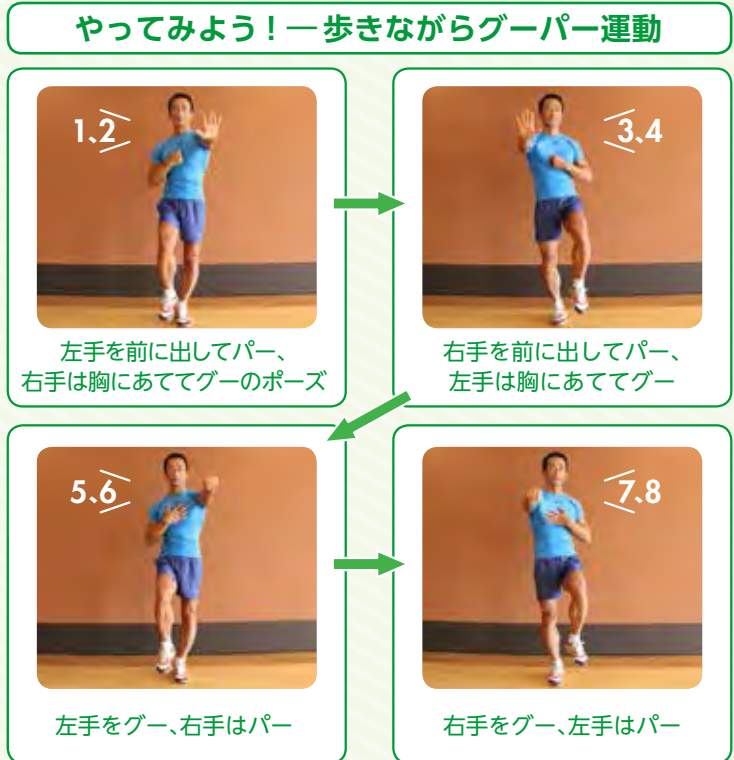 やってみよう！―歩きながらグーパー運動
1、2
左手を前に出してパー、
右手は胸にあててグーのポーズ
3、4
右手を前に出してパー、
左手は胸にあててグー
5、6
左手をグー、右手はパー
7、8
右手をグー、左手はパー